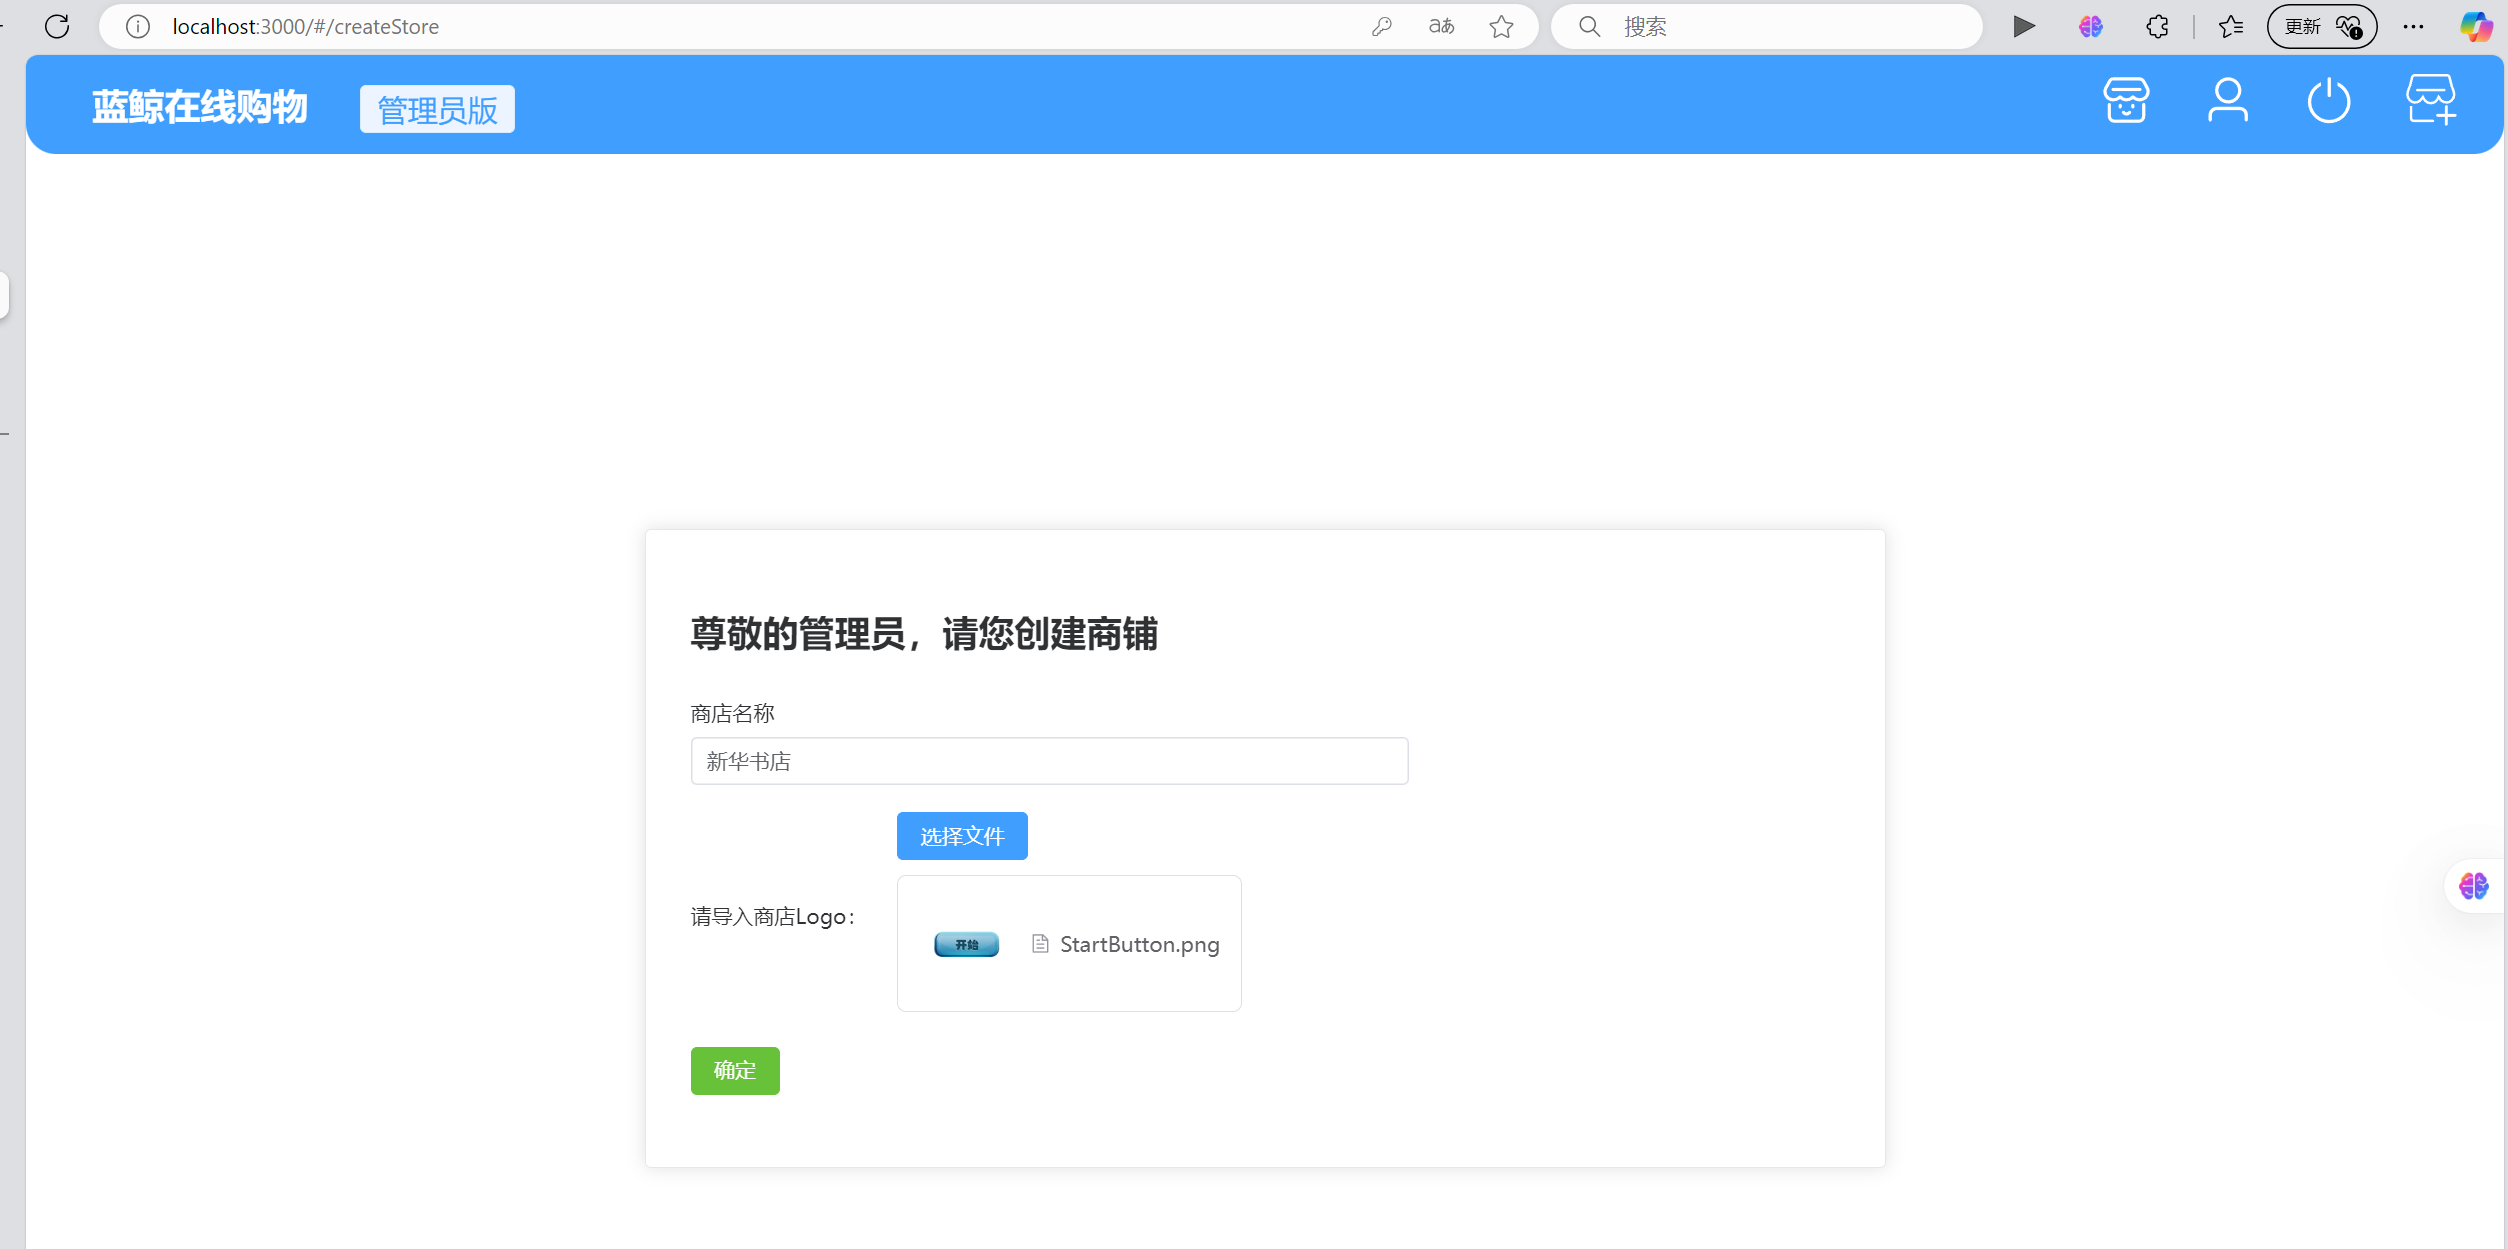 localhost:3000/#/createStore
aあ
搜索
更新
蓝鲸在线购物
管理员版
尊敬的管理员，请您创建商铺
商店名称
新华书店
选择文件
请导入商店Logo：
开始
StartButton.png
确定